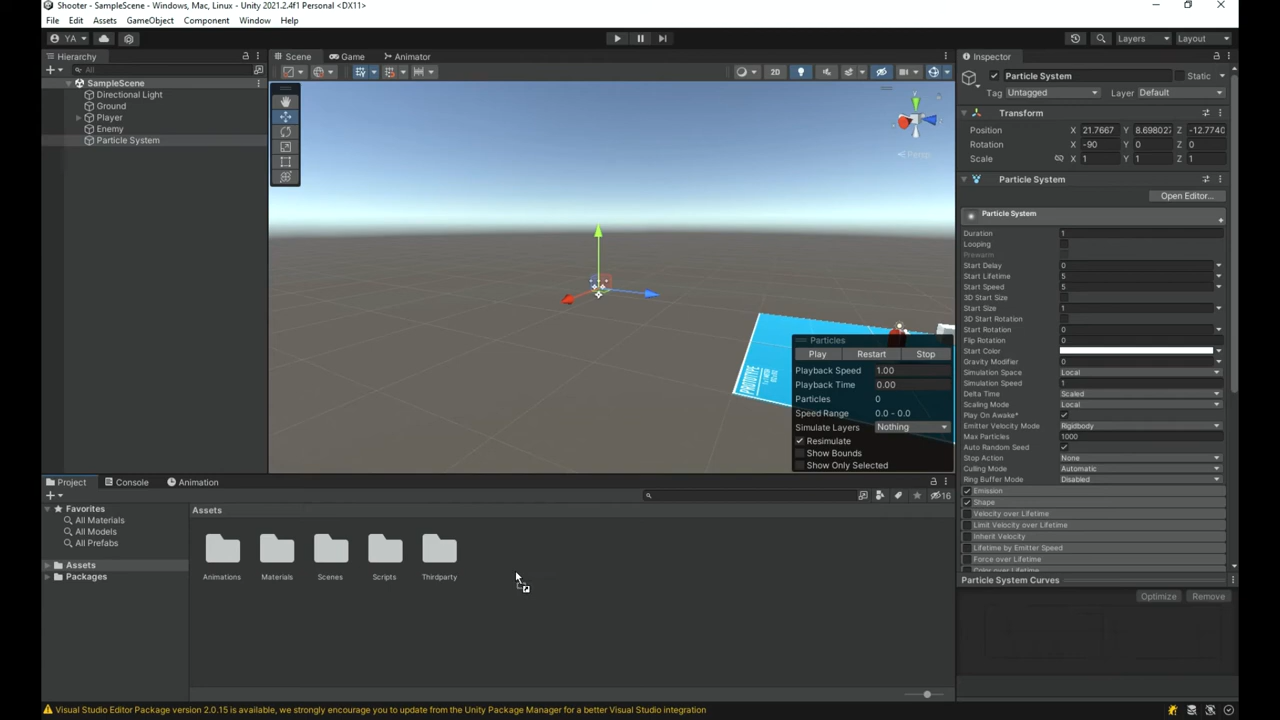 Shooter - SampleScene - Windows, Mac, Linux - Unity 2021.2.4f1 Personal <DX11>
File Edit Assets GameObject Component Window Help
YA Layers Layout
Hierarchy
All
SampleScene
Directional Light
Ground
Player
Enemy
Particle System
Scene Game Animator
2D
y
Persp
Particles
Play Restart Stop
Playback Speed 1.00
Playback Time 0.00
Particles 0
Speed Range 0.0 - 0.0
Simulate Layers Nothing
Resimulate
Show Bounds
Show Only Selected
Inspector
Particle System Static
Tag Untagged Layer Default
Transform
Position X 21.7667 Y 8.698027 Z -12.7740
Rotation X -90 Y 0 Z 0
Scale X 1 Y 1 Z 1
Particle System
Open Editor...
Particle System
Duration 1
Looping
Prewarm
Start Delay 0
Start Lifetime 5
Start Speed 5
3D Start Size
Start Size 1
3D Start Rotation
Start Rotation 0
Flip Rotation 0
Start Color
Gravity Modifier 0
Simulation Space Local
Simulation Speed 1
Delta Time Scaled
Scaling Mode Local
Play On Awake*
Emitter Velocity Mode Rigidbody
Max Particles 1000
Auto Random Seed
Stop Action None
Culling Mode Automatic
Ring Buffer Mode Disabled
Emission
Shape
Velocity over Lifetime
Limit Velocity over Lifetime
Inherit Velocity
Lifetime by Emitter Speed
Force over Lifetime
Color over Lifetime
Particle System Curves
Optimize Remove
Project Console Animation
16
Favorites
All Materials
All Models
All Prefabs
Assets
Packages
Assets
Animations Materials Scenes Scripts Thirdparty
Visual Studio Editor Package version 2.0.15 is available, we strongly encourage you to update from the Unity Package Manager for a better Visual Studio integration